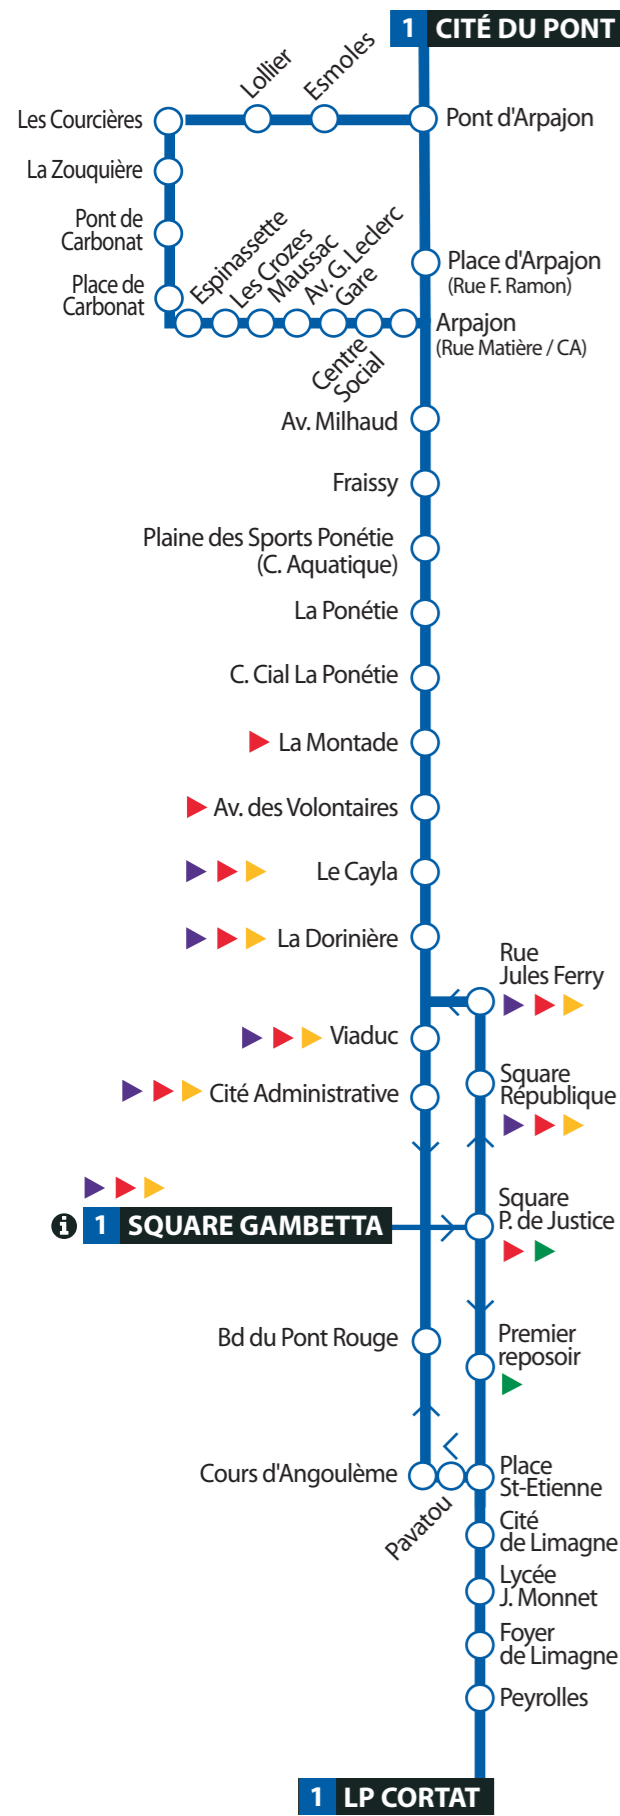 1 CITÉ DU PONT
Lollier
Esmoles
Les Courcières
Pont d'Arpajon
La Zouquière
Pont de
Carbonat
Place de
Carbonat
Espinassette
Les Crozes
Maussac
Av. G. Leclerc
Gare
Centre
Social
Place d'Arpajon
(Rue F. Ramon)
Arpajon
(Rue Matière / CA)
Av. Milhaud
Fraissy
Plaine des Sports Ponétie
(C. Aquatique)
La Ponétie
C. Cial La Ponétie
La Montade
Av. des Volontaires
Le Cayla
La Dorinière
Rue
Jules Ferry
Viaduc
Square
République
Cité Administrative
Square
P. de Justice
i 1 SQUARE GAMBETTA
Bd du Pont Rouge
Premier
reposoir
Cours d'Angoulème
Pavatou
Place
St-Etienne
Cité
de Limagne
Lycée
J. Monnet
Foyer
de Limagne
Peyrolles
1 LP CORTAT